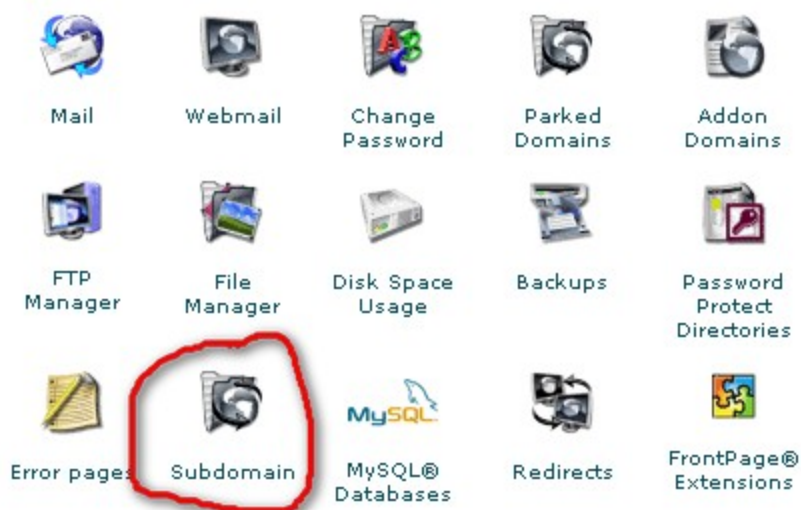 Mail
Webmail
Change
Password
Parked
Domains
Addon
Domains
FTP
Manager
File
Manager
Disk Space
Usage
Backups
Password
Protect
Directories
Error pages
Subdomain
MySQL
MySQL®
Databases
Redirects
FrontPage®
Extensions